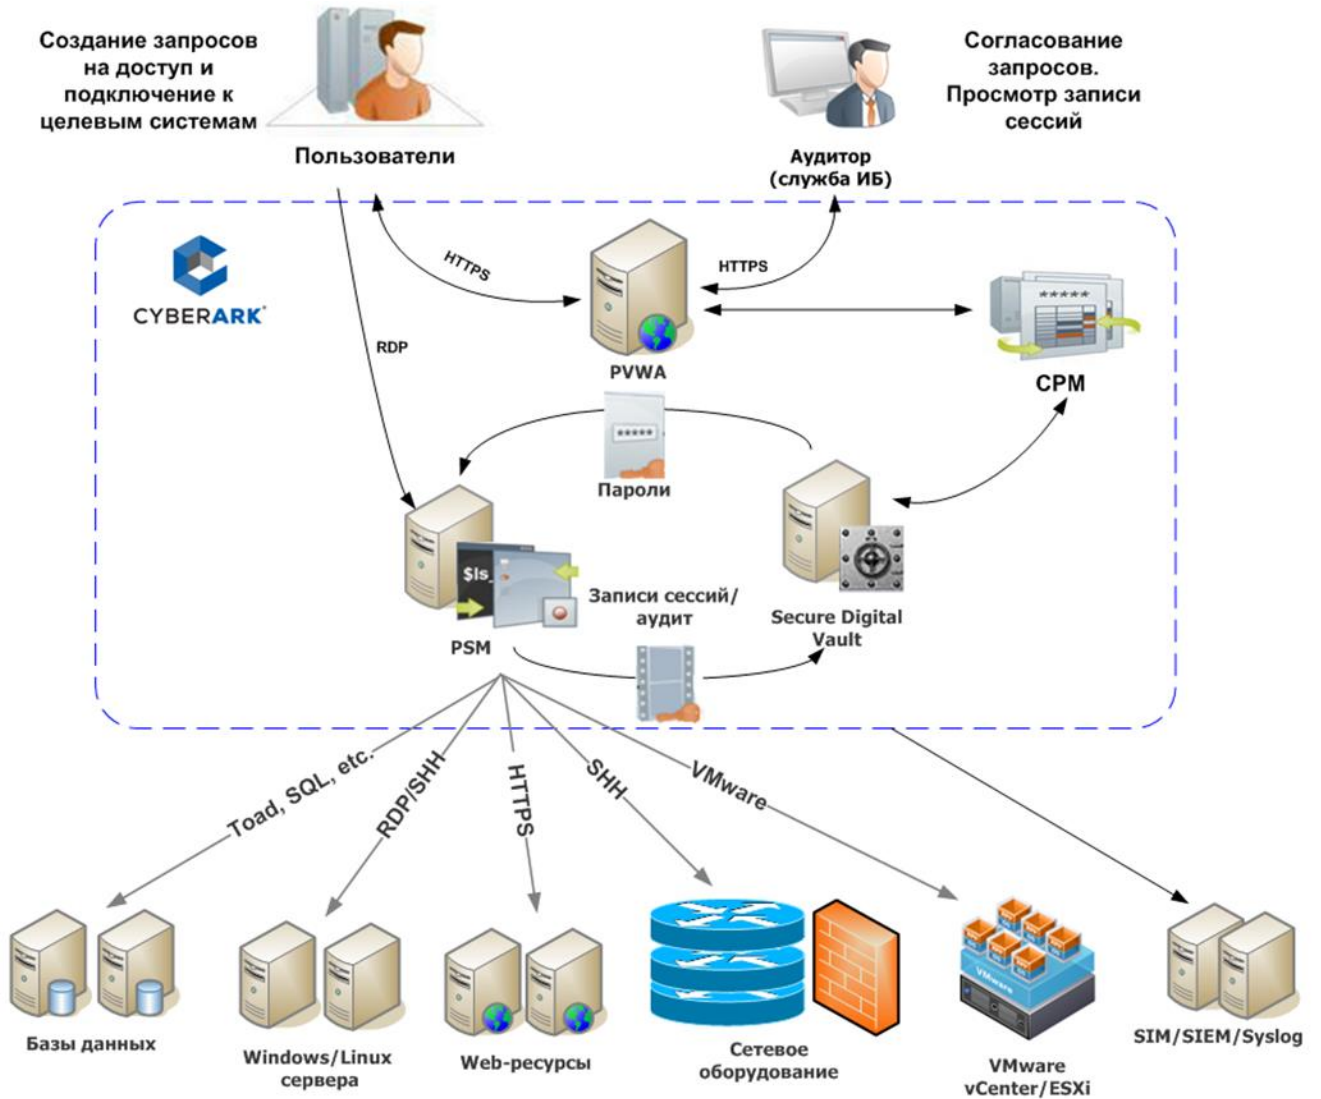 Создание запросов
на доступ и
подключение к
целевым системам
Пользователи
Согласование
запросов.
Просмотр записи
сессий
Аудитор
(служба ИБ)
CYBERARK
HTTPS
HTTPS
RDP
PVWA
*****
CPM
*****
Пароли
$ls_
PSM
Записи сессий/
аудит
Secure Digital
Vault
Toad, SQL, etc.
RDP/SHH
HTTPS
SHH
VMware
Базы данных
Windows/Linux
сервера
Web-ресурсы
Сетевое
оборудование
VMware
VMware
vCenter/ESXi
SIM/SIEM/Syslog